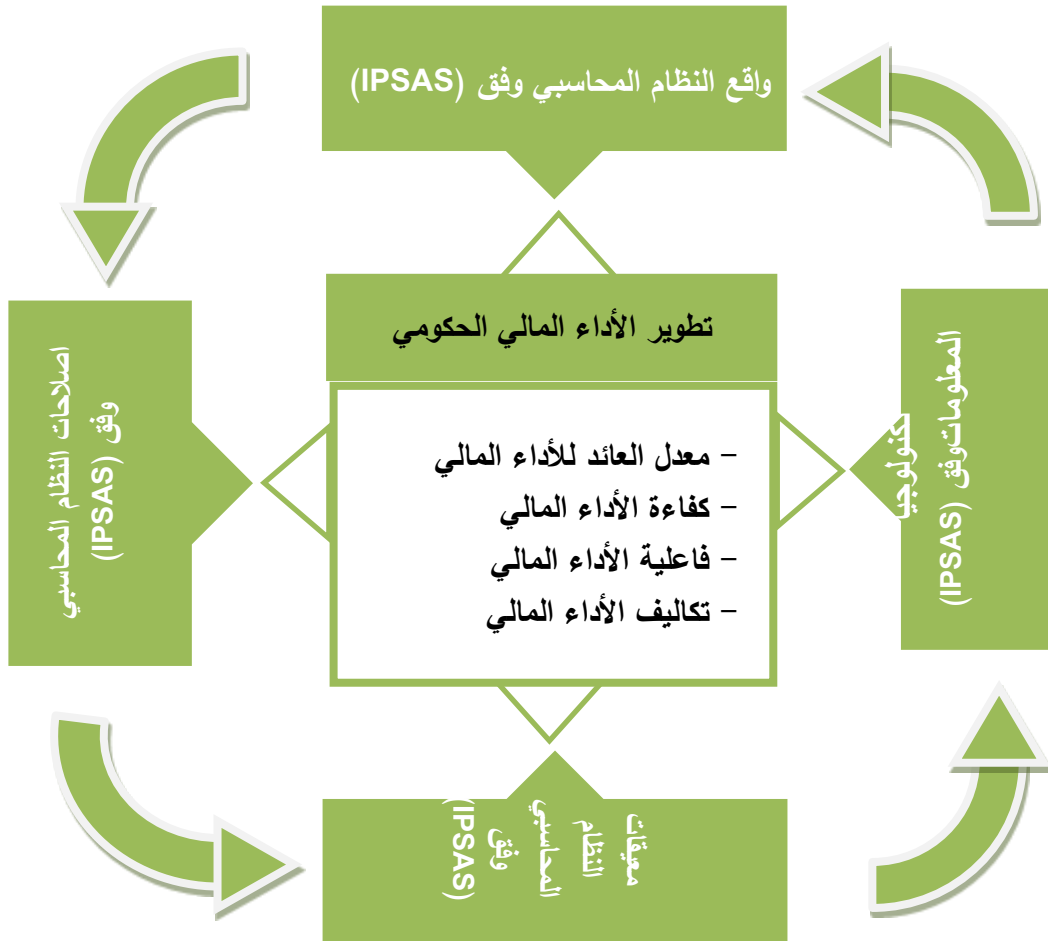 واقع النظام المحاسبي وفق (IPSAS)
تطوير الأداء المالي الحكومي
- معدل العائد للأداء المالي
- كفاءة الأداء المالي
- فاعلية الأداء المالي
- تكاليف الأداء المالي
تكنولوجيا
المعلوماتوفق (IPSAS)
اصلاحات النظام المحاسبي
وفق (IPSAS)
معيقات
النظام
المحاسبي
وفق
(IPSAS)